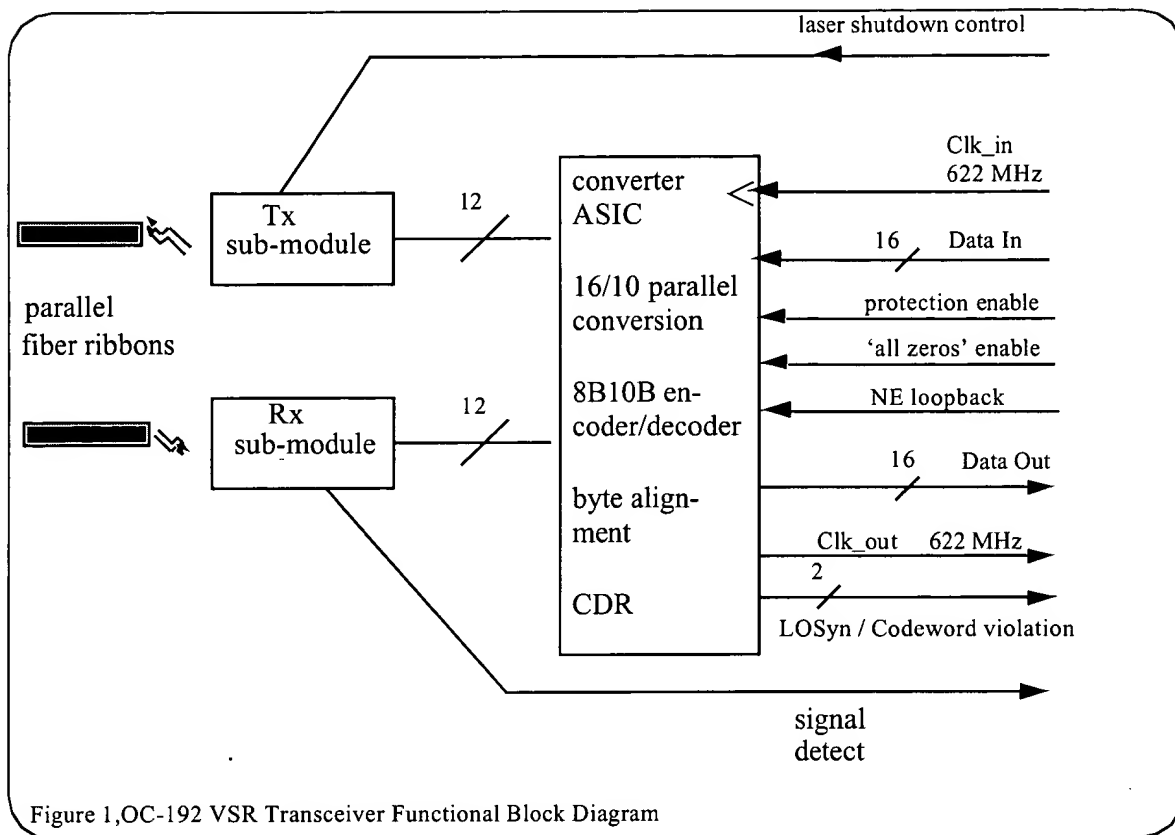 laser shutdown control
Clk_in
622 MHz
converter
ASIC
12
Tx
sub-module
16
Data In
16/10 parallel
conversion
parallel
fiber ribbons
protection enable
‘all zeros’ enable
NE loopback
12
Rx
sub-module
8B10B en-
coder/decoder
16
Data Out
byte align-
ment
Clk_out 622 MHz
2
CDR
LOSyn / Codeword violation
signal
detect
Figure 1,OC-192 VSR Transceiver Functional Block Diagram